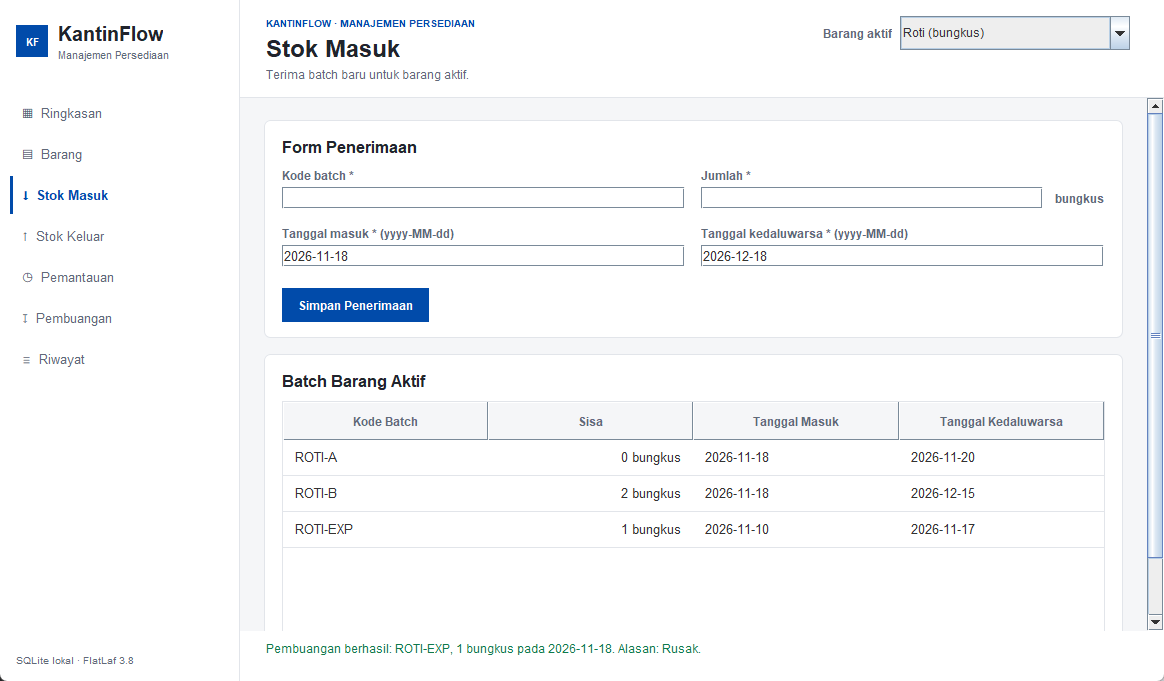 KF
KantinFlow
Manajemen Persediaan
Ringkasan
Barang
Stok Masuk
Stok Keluar
Pemantauan
Pembuangan
Riwayat
SQLite lokal · FlatLaf 3.8
KANTINFLOW · MANAJEMEN PERSEDIAAN
Stok Masuk
Terima batch baru untuk barang aktif.
Barang aktif Roti (bungkus)
Form Penerimaan
Kode batch * Jumlah *
bungkus
Tanggal masuk * (yyyy-MM-dd) Tanggal kedaluwarsa * (yyyy-MM-dd)
2026-11-18 2026-12-18
Simpan Penerimaan
Batch Barang Aktif
Kode Batch Sisa Tanggal Masuk Tanggal Kedaluwarsa
ROTI-A 0 bungkus 2026-11-18 2026-11-20
ROTI-B 2 bungkus 2026-11-18 2026-12-15
ROTI-EXP 1 bungkus 2026-11-10 2026-11-17
Pembuangan berhasil: ROTI-EXP, 1 bungkus pada 2026-11-18. Alasan: Rusak.